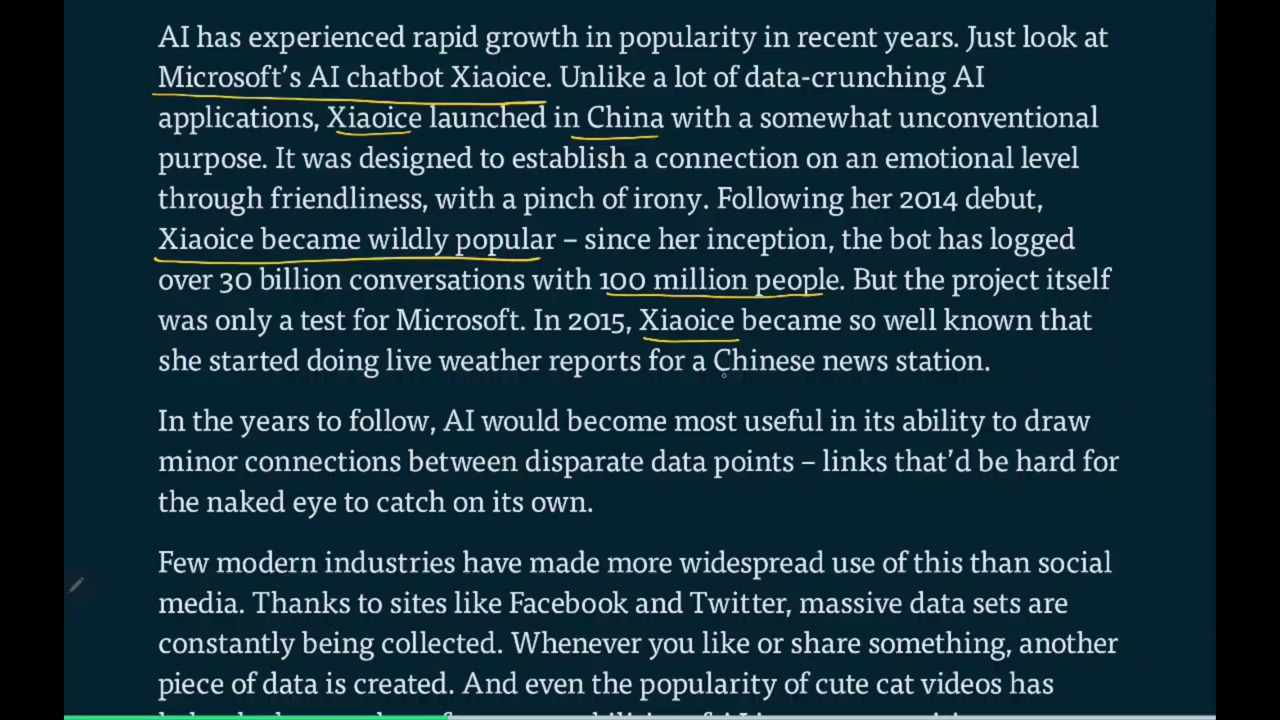 AI has experienced rapid growth in popularity in recent years. Just look at
Microsoft’s AI chatbot Xiaoice. Unlike a lot of data-crunching AI
applications, Xiaoice launched in China with a somewhat unconventional
purpose. It was designed to establish a connection on an emotional level
through friendliness, with a pinch of irony. Following her 2014 debut,
Xiaoice became wildly popular – since her inception, the bot has logged
over 30 billion conversations with 100 million people. But the project itself
was only a test for Microsoft. In 2015, Xiaoice became so well known that
she started doing live weather reports for a Chinese news station.
In the years to follow, AI would become most useful in its ability to draw
minor connections between disparate data points – links that’d be hard for
the naked eye to catch on its own.
Few modern industries have made more widespread use of this than social
media. Thanks to sites like Facebook and Twitter, massive data sets are
constantly being collected. Whenever you like or share something, another
piece of data is created. And even the popularity of cute cat videos has